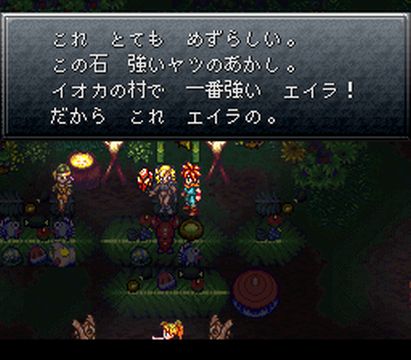 これ とても めずらしい。
この石 強いヤツのあかし。
イオカの村で 一番強い エイラ！
だから これ エイラの。